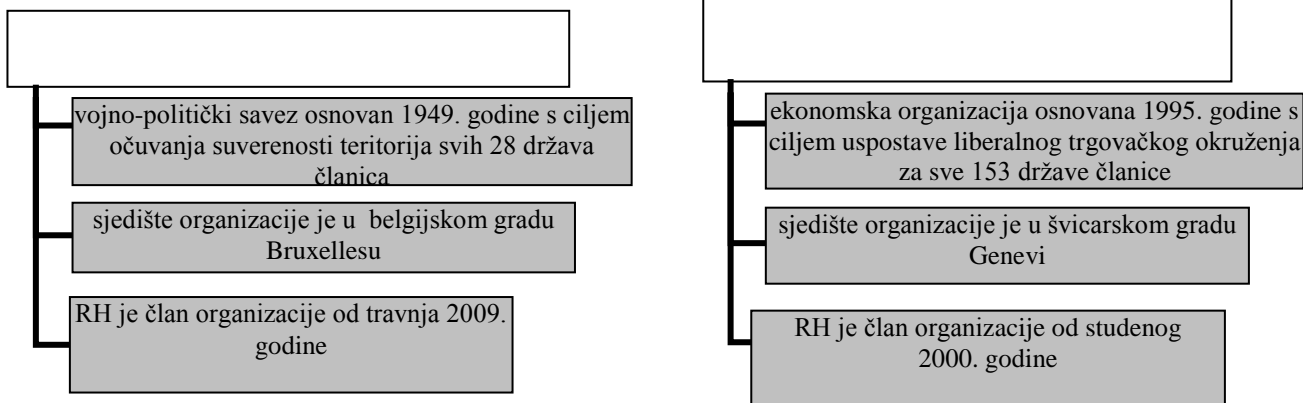 vojno-politički savez osnovan 1949. godine s ciljem
očuvanja suverenosti teritorija svih 28 država
članica
sjedište organizacije je u belgijskom gradu
Bruxellesu
RH je član organizacije od travnja 2009.
godine
ekonomska organizacija osnovana 1995. godine s
ciljem uspostave liberalnog trgovačkog okruženja
za sve 153 države članice
sjedište organizacije je u švicarskom gradu
Genevi
RH je član organizacije od studenog
2000. godine